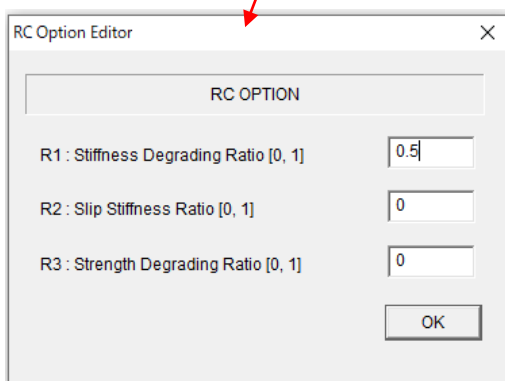 RC Option Editor
RC OPTION
R1 : Stiffness Degrading Ratio [0, 1] 0.5
R2 : Slip Stiffness Ratio [0, 1] 0
R3 : Strength Degrading Ratio [0, 1] 0
OK